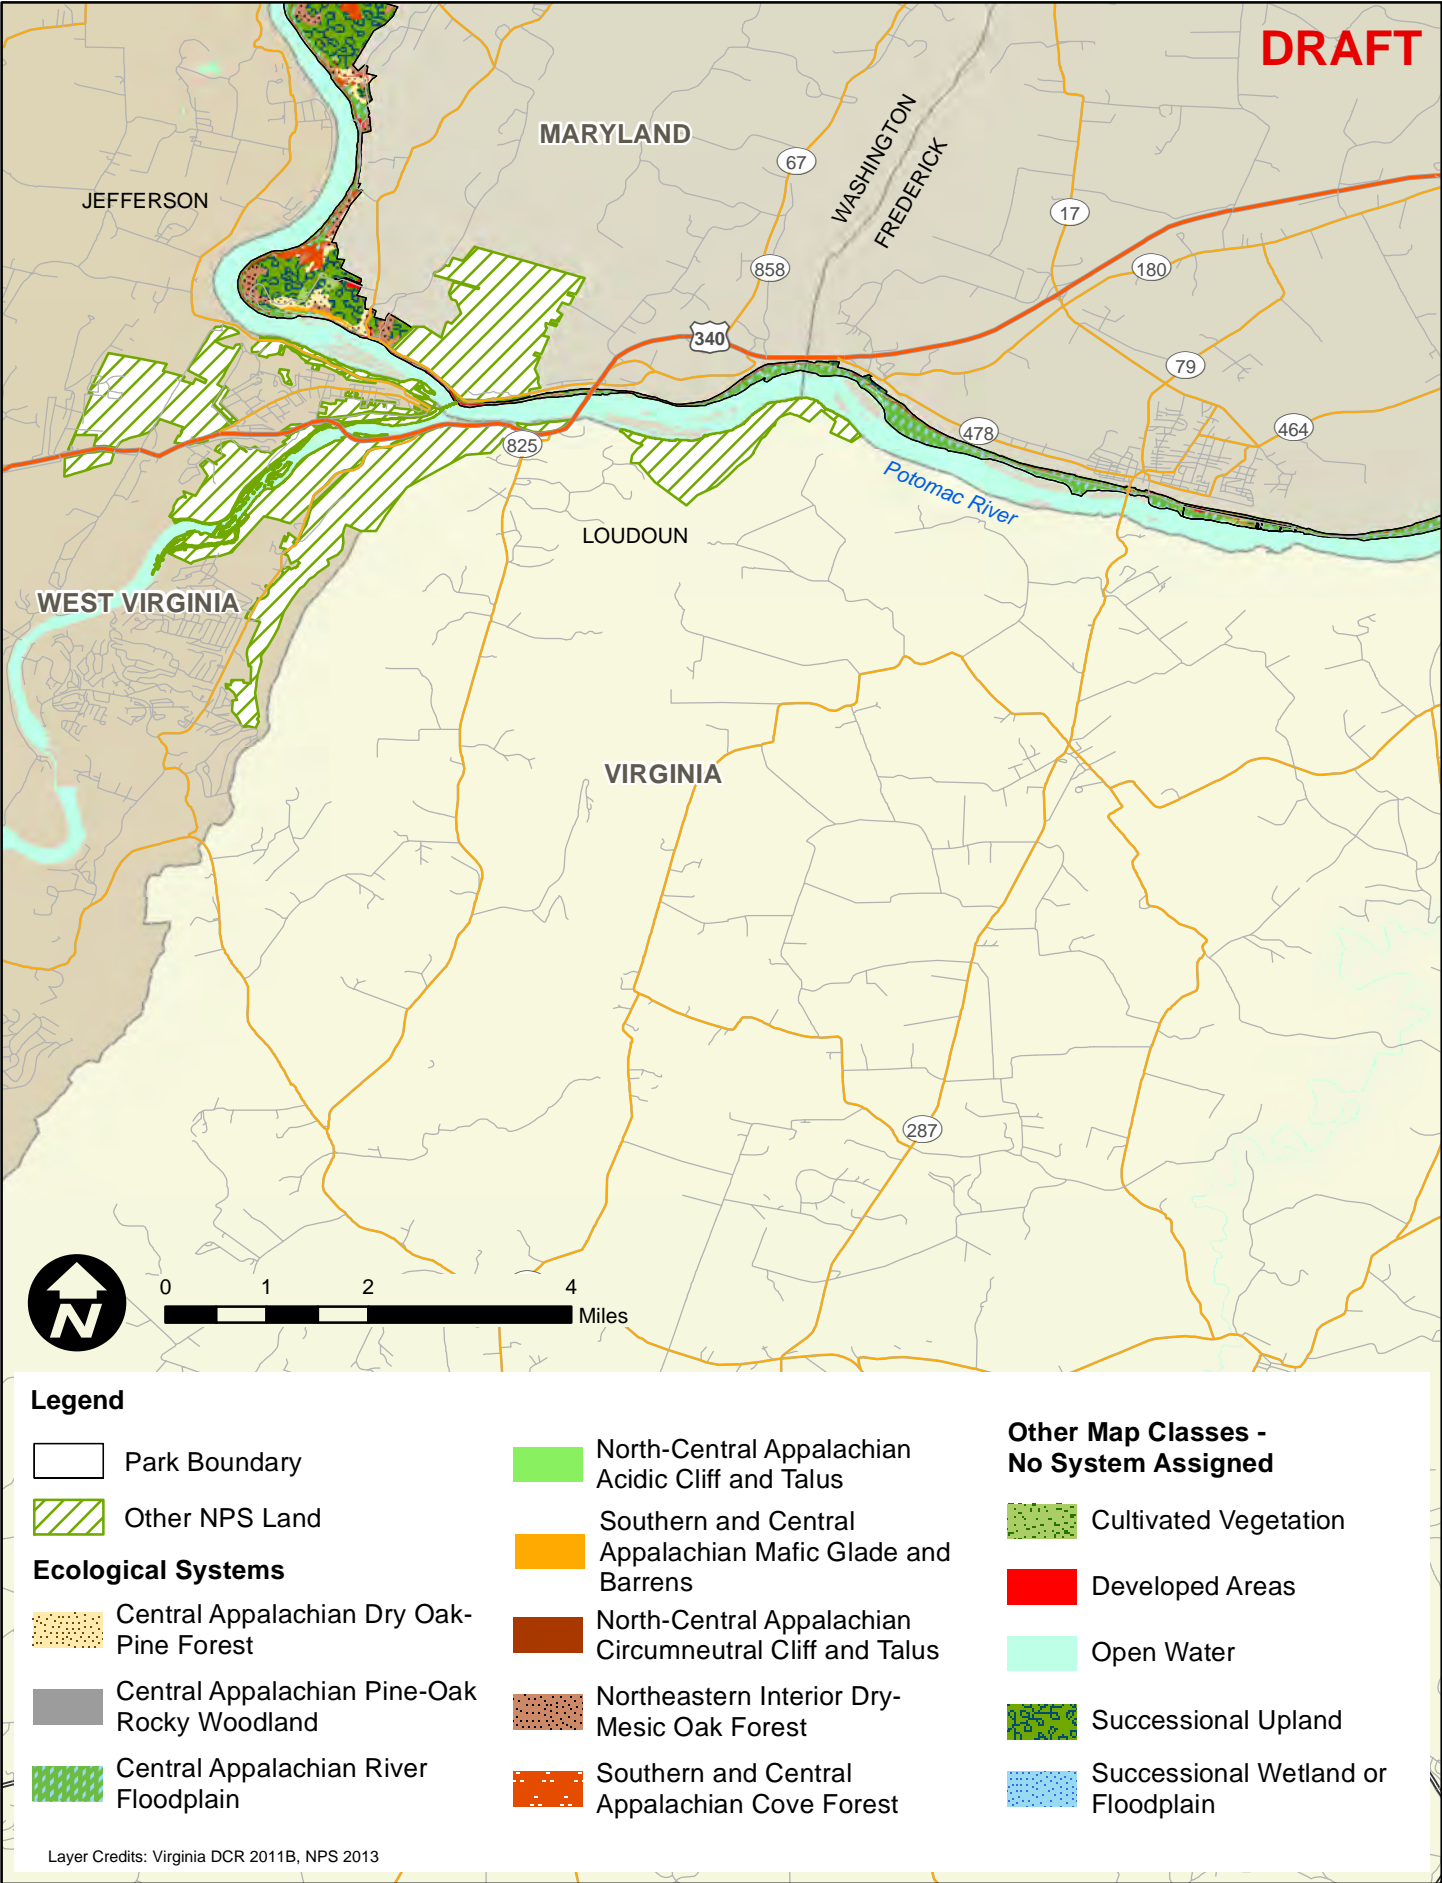 DRAFT
MARYLAND
WASHINGTON
FREDERICK
67
JEFFERSON
17
858
180
340
79
464
478
825
Potomac River
LOUDOUN
WEST VIRGINIA
VIRGINIA
287
N
0 1 2 4
Miles
Legend
Park Boundary
Other NPS Land
Ecological Systems
Central Appalachian Dry Oak-
Pine Forest
Central Appalachian Pine-Oak
Rocky Woodland
Central Appalachian River
Floodplain
North-Central Appalachian
Acidic Cliff and Talus
Southern and Central
Appalachian Mafic Glade and
Barrens
North-Central Appalachian
Circumneutral Cliff and Talus
Northeastern Interior Dry-
Mesic Oak Forest
Southern and Central
Appalachian Cove Forest
Other Map Classes -
No System Assigned
Cultivated Vegetation
Developed Areas
Open Water
Successional Upland
Successional Wetland or
Floodplain
Layer Credits: Virginia DCR 2011B, NPS 2013